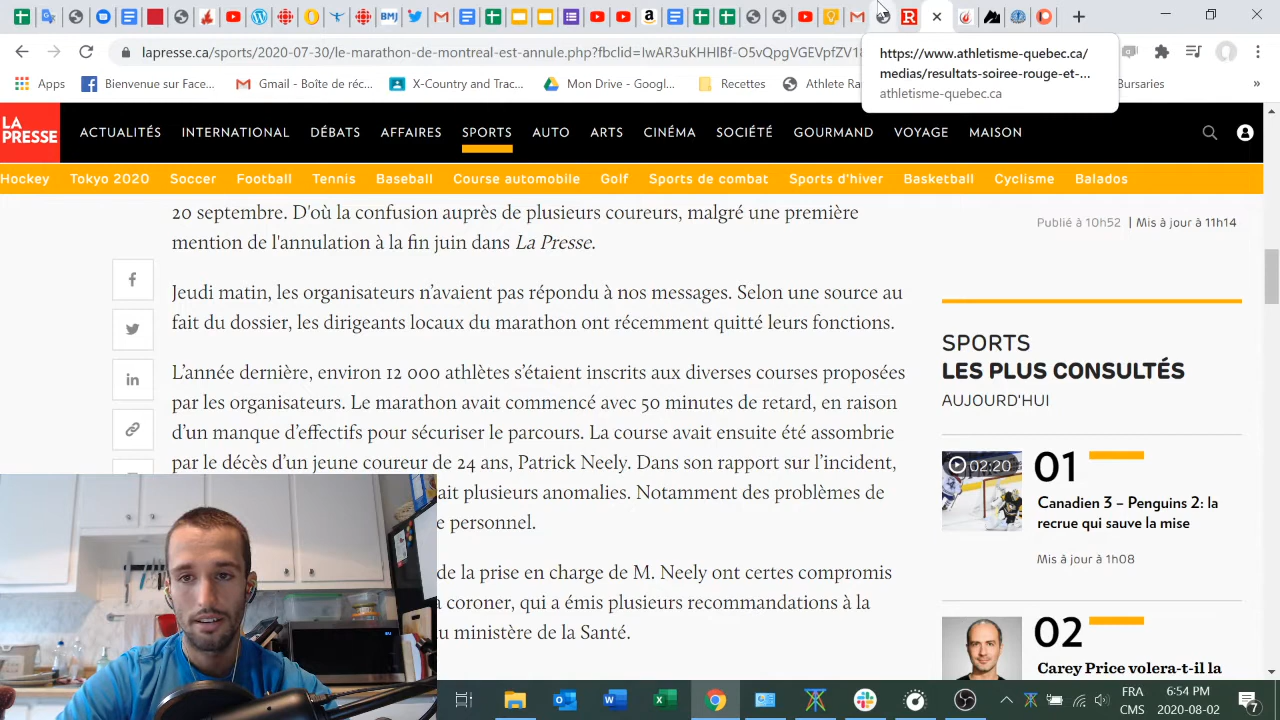 BMJ
lapresse.ca/sports/2020-07-30/le-marathon-de-montreal-est-annule.php?fbclid=
https://www.athletisme-quebec.ca/
medias/resultats-soiree-rouge-et-...
athletisme-quebec.ca
Apps
Bienvenue sur Face...
Gmail - Boîte de réc...
X-Country and Trac...
Mon Drive - Googl...
Recettes
Athlete Ra
Bursaries
»
LA
PRESSE
ACTUALITÉS INTERNATIONAL DÉBATS AFFAIRES SPORTS AUTO ARTS CINÉMA SOCIÉTÉ GOURMAND VOYAGE MAISON
Hockey Tokyo 2020 Soccer Football Tennis Baseball Course automobile Golf Sports de combat Sports d'hiver Basketball Cyclisme Balados
20 septembre. D'où la confusion auprès de plusieurs coureurs, malgré une première
mention de l'annulation à la fin juin dans La Presse.
Publié à 10h52 | Mis à jour à 11h14
Jeudi matin, les organisateurs n'avaient pas répondu à nos messages. Selon une source au
fait du dossier, les dirigeants locaux du marathon ont récemment quitté leurs fonctions.
L'année dernière, environ 12 000 athlètes s'étaient inscrits aux diverses courses proposées
par les organisateurs. Le marathon avait commencé avec 50 minutes de retard, en raison
d'un manque d'effectifs pour sécuriser le parcours. La course avait ensuite été assombrie
par le décès d'un jeune coureur de 24 ans, Patrick Neely. Dans son rapport sur l'incident,
ait plusieurs anomalies. Notamment des problèmes de
e personnel.
de la prise en charge de M. Neely ont certes compromis
a coroner, qui a émis plusieurs recommandations à la
u ministère de la Santé.
SPORTS
LES PLUS CONSULTÉS
AUJOURD'HUI
02:20
01
Canadien 3 – Penguins 2: la
recrue qui sauve la mise
Mis à jour à 1h08
02
Carey Price volera-t-il la
FRA
CMS
6:54 PM
2020-08-02
7